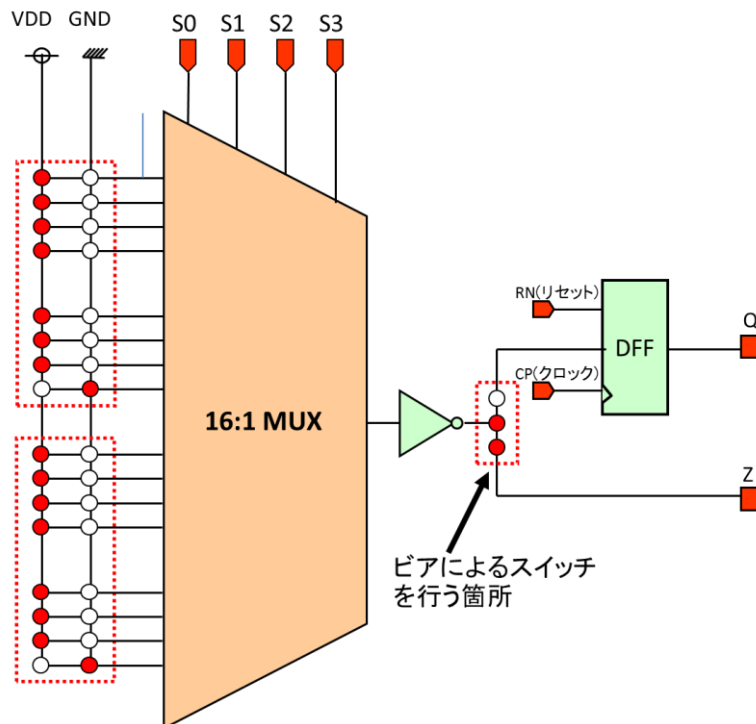 VDD GND
S0 S1 S2 S3
RN(リセット)
DFF
Q
CP(クロック)
16:1 MUX
Z
ビアによるスイッチ
を行う箇所